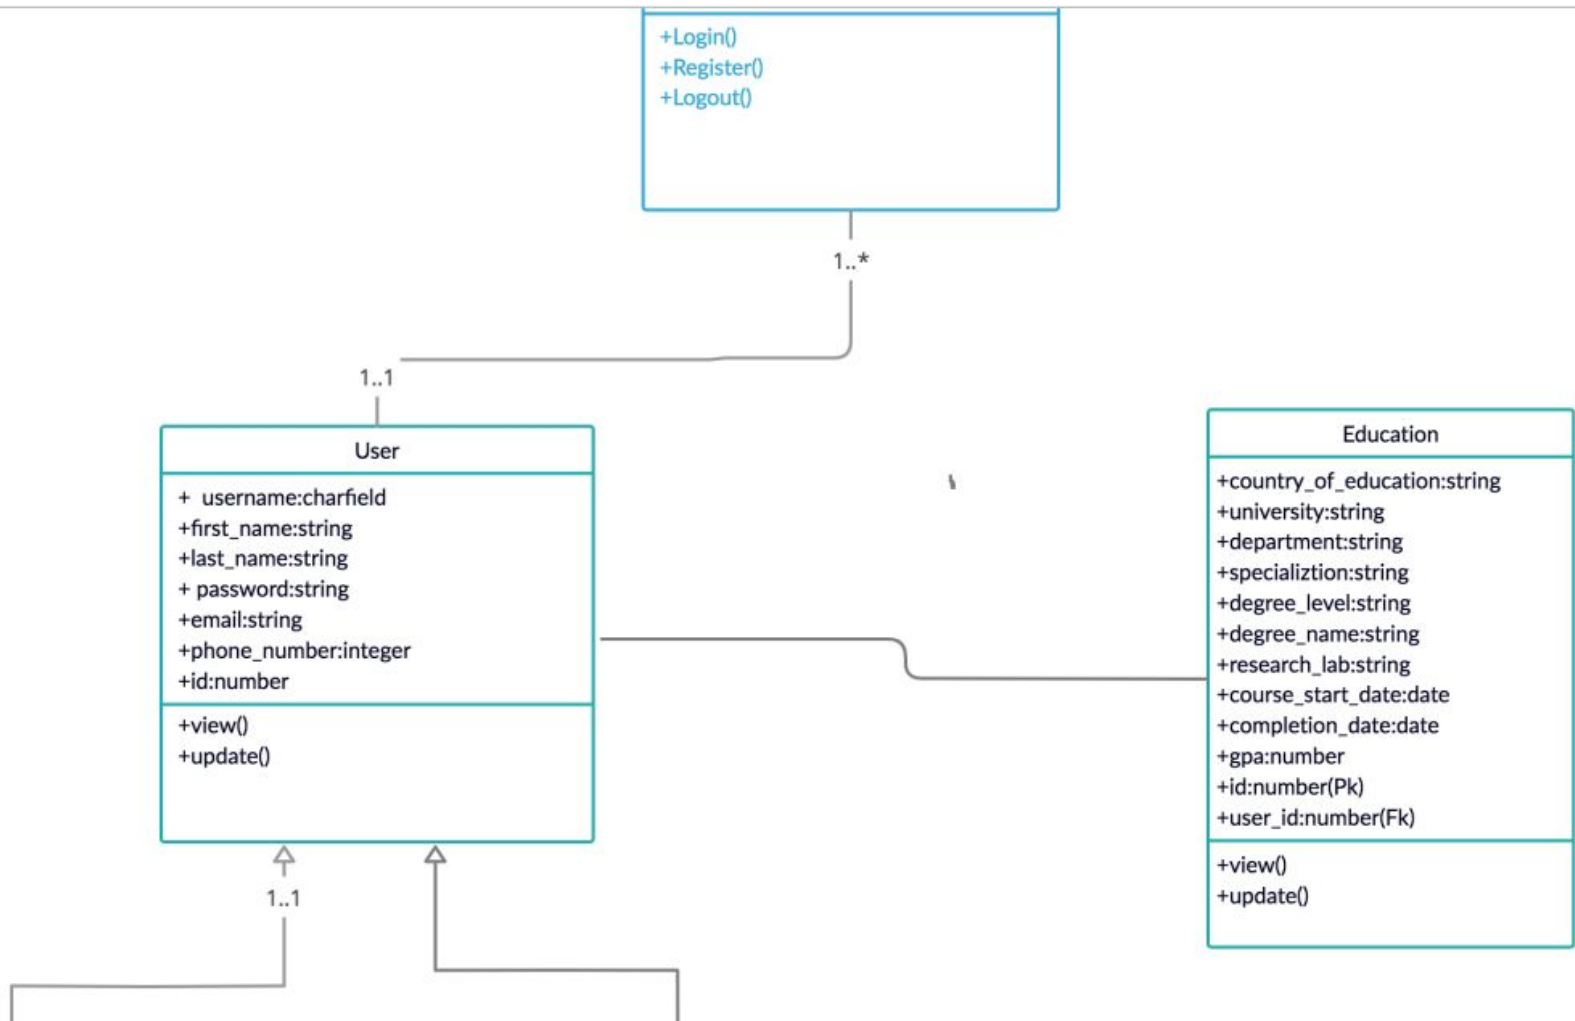 +Login()
+Register()
+Logout()
1..*
1..1
User
+ username:charfield
+first_name:string
+last_name:string
+ password:string
+email:string
+phone_number:integer
+id:number
+view()
+update()
1..1
Education
+country_of_education:string
+university:string
+department:string
+specializtion:string
+degree_level:string
+degree_name:string
+research_lab:string
+course_start_date:date
+completion_date:date
+gpa:number
+id:number(Pk)
+user_id:number(Fk)
+view()
+update()